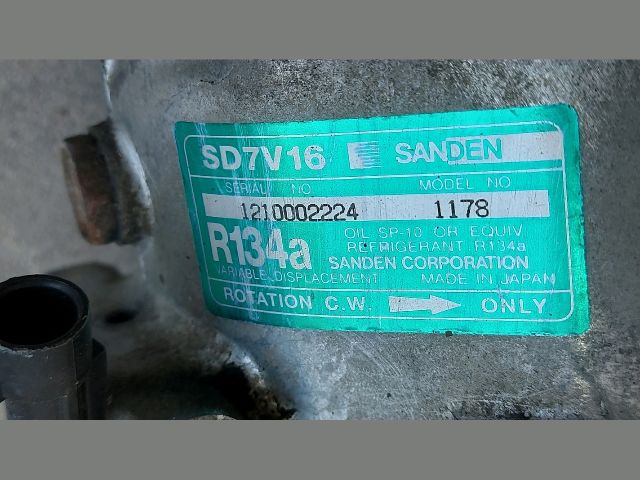 SD7V16 SANDEN
SERIAL NO MODEL NO
1210002224 1178
R134a OIL SP-10 OR EQUIV
REFRIGERANT R134a
SANDEN CORPORATION
VARIABLE DISPLACEMENT MADE IN JAPAN
ROTATION C.W. ONLY